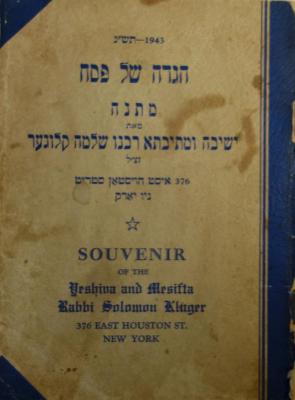 תש״ג—1943
הגדה של פסח
מתנה
מאת
ישיבה ומתיבתא רבנו שלמה קלוגער
זצ״ל
376 איסט הויסטאן סטריט
ניו יארק
SOUVENIR
OF THE
Yeshiva and Mesifta
Rabbi Solomon Kluger
376 EAST HOUSTON ST.
NEW YORK